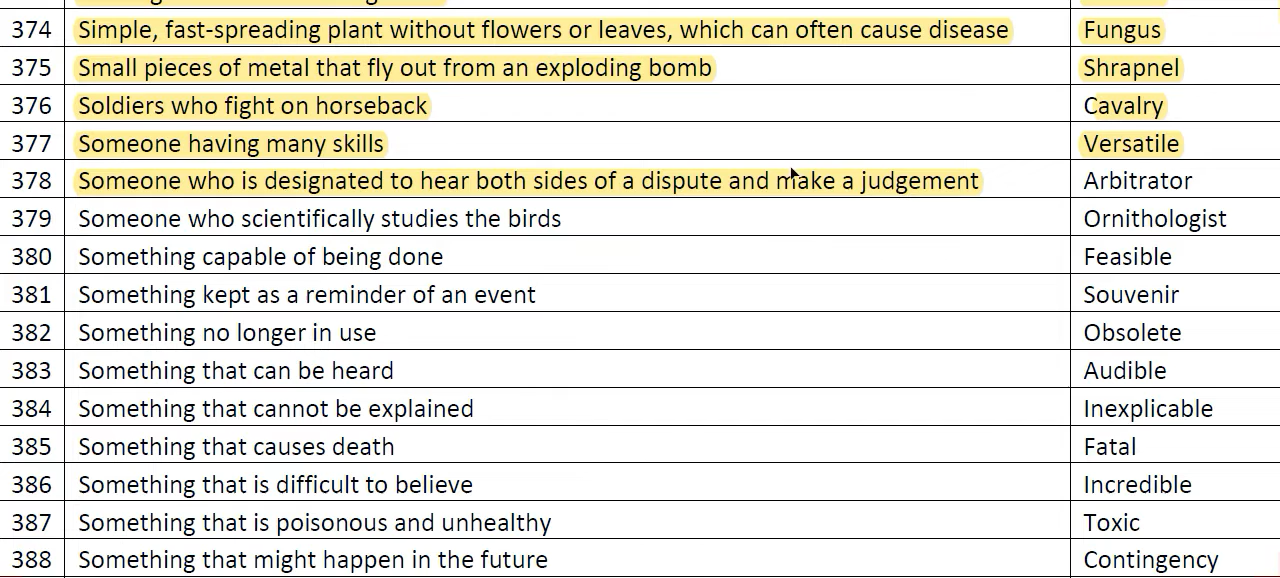 374 Simple, fast-spreading plant without flowers or leaves, which can often cause disease Fungus
375 Small pieces of metal that fly out from an exploding bomb Shrapnel
376 Soldiers who fight on horseback Cavalry
377 Someone having many skills Versatile
378 Someone who is designated to hear both sides of a dispute and make a judgement Arbitrator
379 Someone who scientifically studies the birds Ornithologist
380 Something capable of being done Feasible
381 Something kept as a reminder of an event Souvenir
382 Something no longer in use Obsolete
383 Something that can be heard Audible
384 Something that cannot be explained Inexplicable
385 Something that causes death Fatal
386 Something that is difficult to believe Incredible
387 Something that is poisonous and unhealthy Toxic
388 Something that might happen in the future Contingency